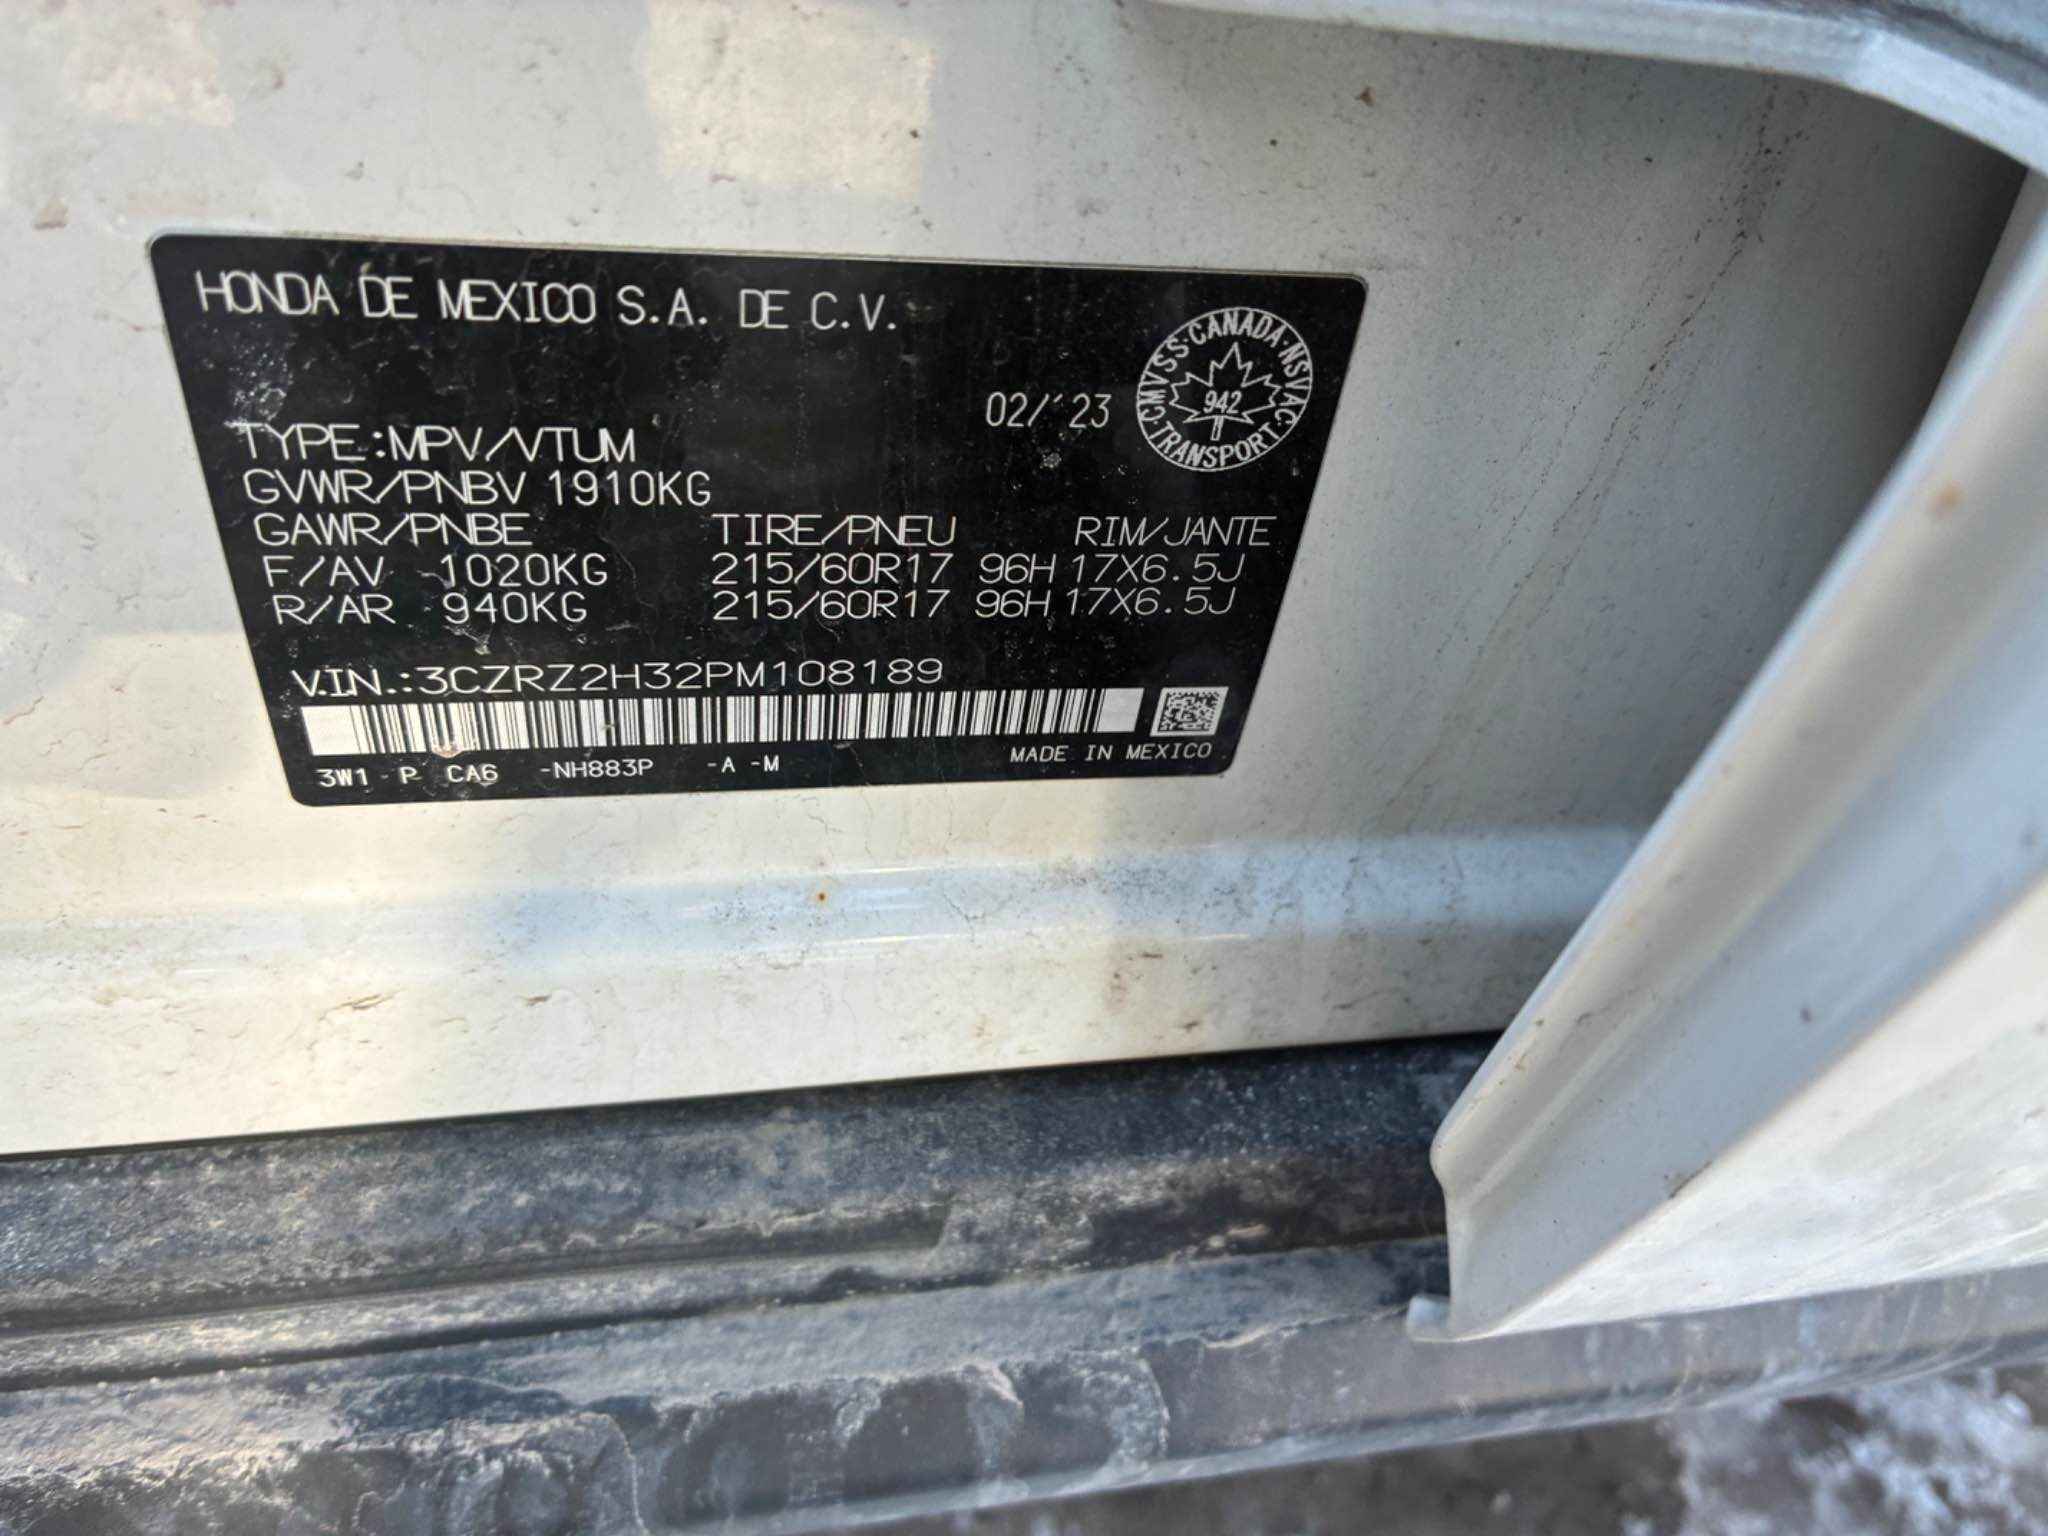 HONDA DE MEXICO S.A. DE C.V.
02/'23
CMVSS·CANADA·NSVAC·TRANSPORT·
942
TYPE:MPV/VTUM
GVWR/PNBV 1910KG
GAWR/PNBE TIRE/PNEU RIM/JANTE
F/AV 1020KG 215/60R17 96H 17X6.5J
R/AR 940KG 215/60R17 96H 17X6.5J
V.I.N.:3CZRZ2H32PM108189
3W1 - P CA6 -NH883P -A -M MADE IN MEXICO